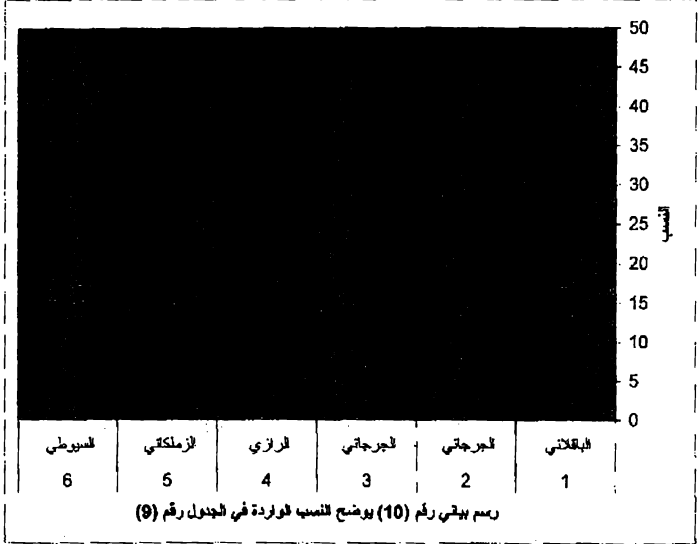 50
45
40
35
30
25
20
15
10
5
0
النسب
الباقلاني الجرجاني الجرجاني الرازي الزملكاني السيوطي
1 2 3 4 5 6
رسم بياني رقم (10) يوضح النسب الواردة في الجدول رقم (9)